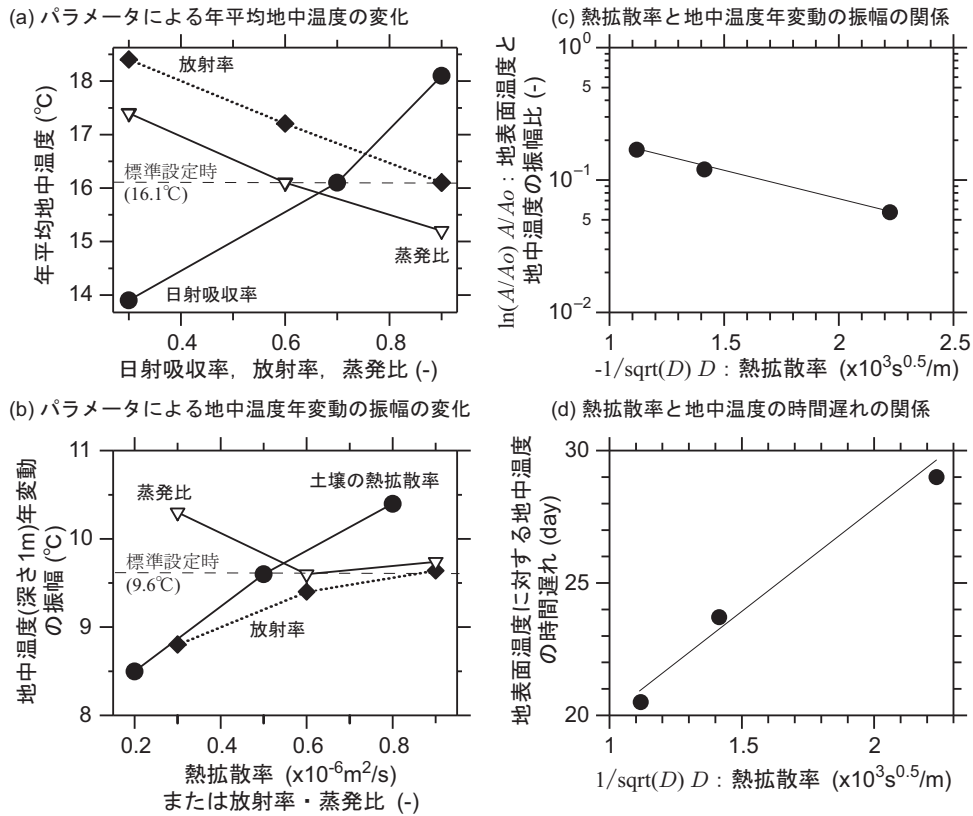 (a) パラメータによる年平均地中温度の変化
年平均地中温度 (°C)
18
17
16
15
14
放射率
標準設定時
(16.1℃)
蒸発比
日射吸収率
0.4
0.6
0.8
日射吸収率，放射率，蒸発比 (-)
(c) 熱拡散率と地中温度年変動の振幅の関係
ln(A/Ao) A/Ao : 地表面温度と
地中温度の振幅比 (-)
10⁰
5
10⁻¹
5
10⁻²
1
1.5
2
2.5
-1/sqrt(D) D : 熱拡散率 (x10³s⁰·⁵/m)
(b) パラメータによる地中温度年変動の振幅の変化
地中温度(深さ1m)年変動
の振幅 (°C)
11
10
9
8
蒸発比
土壌の熱拡散率
標準設定時
(9.6℃)
放射率
0.2
0.4
0.6
0.8
熱拡散率 (x10⁻⁶m²/s)
または放射率・蒸発比 (-)
(d) 熱拡散率と地中温度の時間遅れの関係
地表面温度に対する地中温度
の時間遅れ (day)
30
25
20
1
1.5
2
1/sqrt(D) D : 熱拡散率 (x10³s⁰·⁵/m)